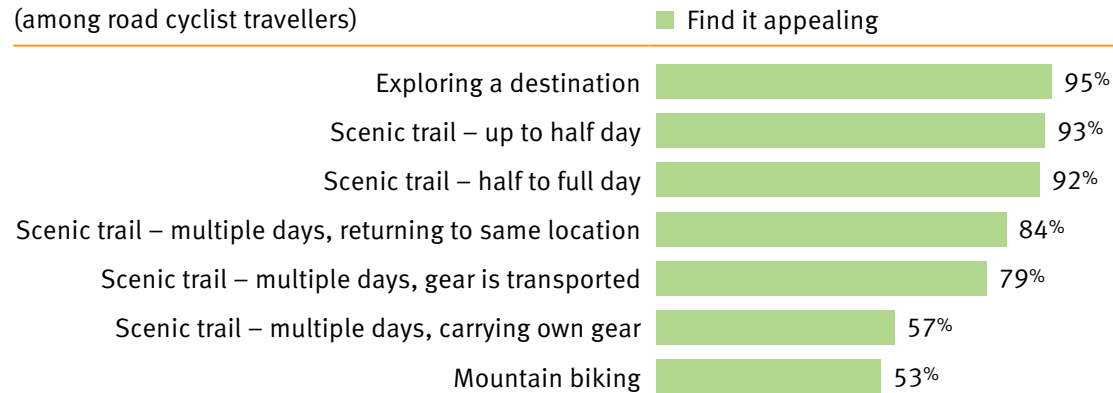 (among road cyclist travellers)
Find it appealing
Exploring a destination 95%
Scenic trail – up to half day 93%
Scenic trail – half to full day 92%
Scenic trail – multiple days, returning to same location 84%
Scenic trail – multiple days, gear is transported 79%
Scenic trail – multiple days, carrying own gear 57%
Mountain biking 53%